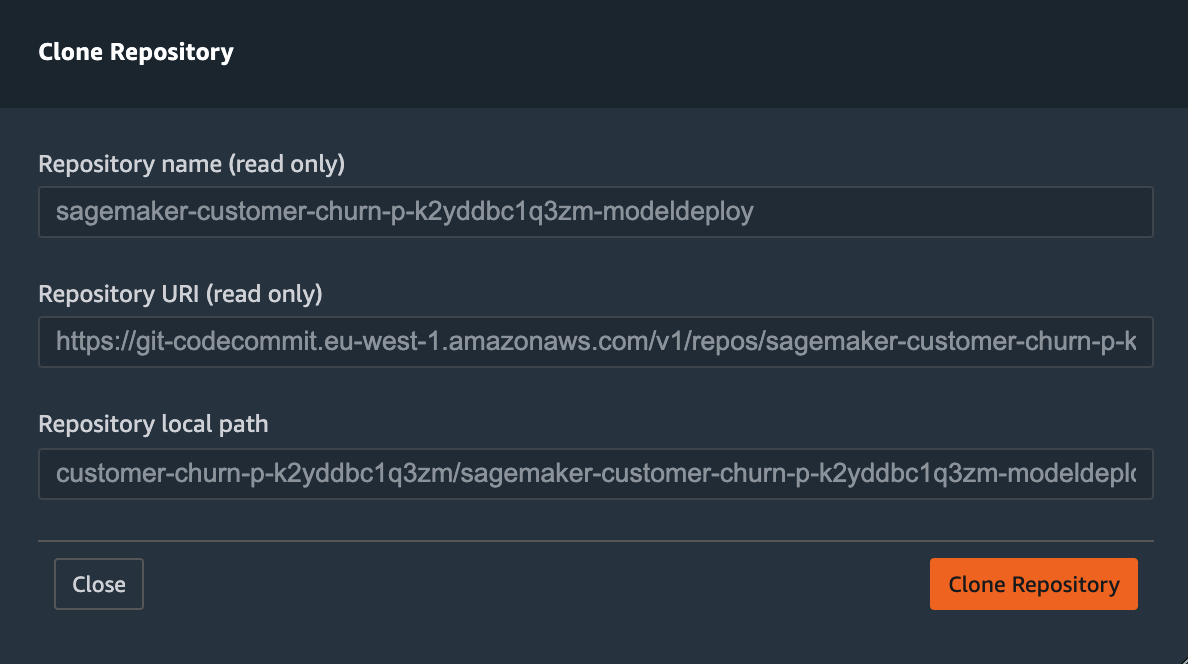 Clone Repository
Repository name (read only)
sagemaker-customer-churn-p-k2yddbc1q3zm-modeldeploy
Repository URI (read only)
https://git-codecommit.eu-west-1.amazonaws.com/v1/repos/sagemaker-customer-churn-p-k
Repository local path
customer-churn-p-k2yddbc1q3zm/sagemaker-customer-churn-p-k2yddbc1q3zm-modeldeplo
Close
Clone Repository